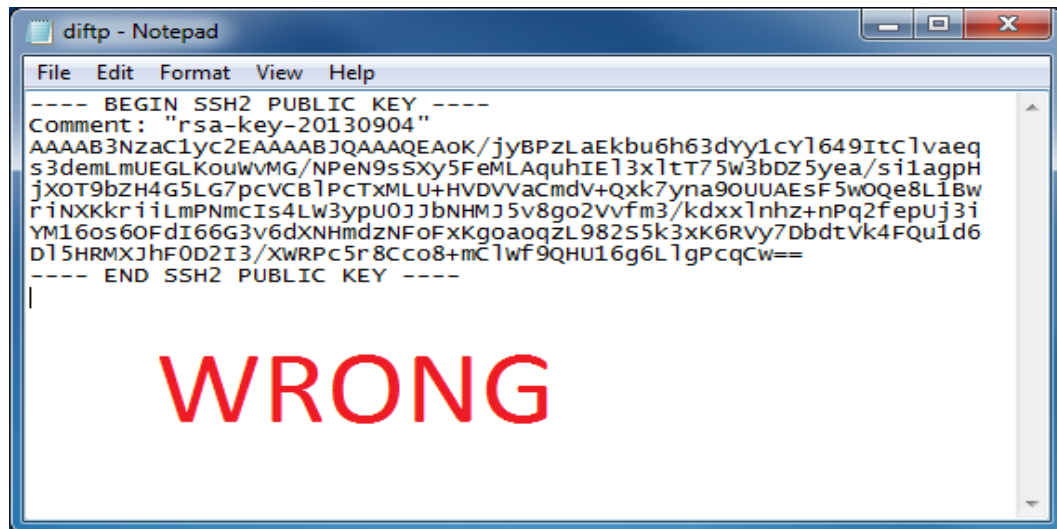 diftp - Notepad
File Edit Format View Help
---- BEGIN SSH2 PUBLIC KEY ----
Comment: "rsa-key-20130904"
AAAAB3NzaC1yc2EAAAABJQAAAQEAoK/jyBPzLaEkbu6h63dYy1cYl649ItClvaeq
s3demLmUEGLKouWvMG/NPeN9sSXy5FeMLAquhIEl3xltT75W3bDZ5yea/si1agpH
jXOT9bZH4G5LG7pcVCBlPcTxMLU+HVDVVaCmdV+Qxk7yna9OUUAEsF5wOQe8L1Bw
riNXKkriiLmPNmcIs4LW3ypU0JJbNHMJ5v8go2Vvfm3/kdxxlnhz+nPq2fepUj3i
YM16os6OFdI66G3v6dXNHmdzNFoFxKgoaoqzL982S5k3xK6RVy7DbdtVk4FQu1d6
Dl5HRMXJhF0D2I3/XWRPc5r8Cco8+mClWf9QHU16g6LlgPcqCw==
---- END SSH2 PUBLIC KEY ----
WRONG